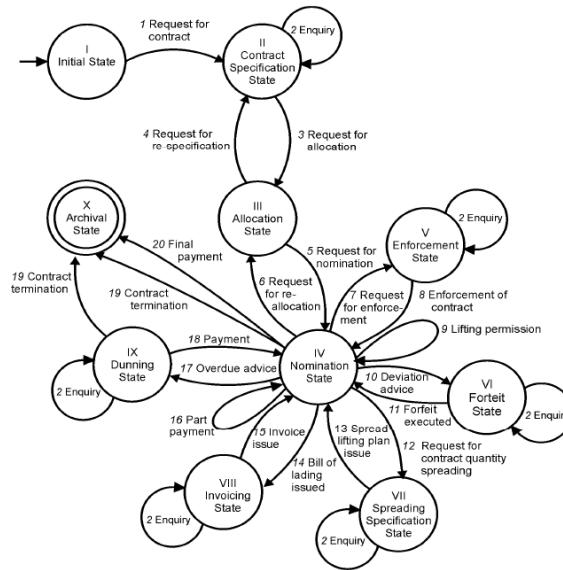 1 Request for
contract
I
Initial State
II
Contract
Specification
State
2 Enquiry
4 Request for
re-specification
3 Request for
allocation
X
Archival
State
III
Allocation
State
V
Enforcement
State
2 Enquiry
20 Final
payment
5 Request for
nomination
19 Contract
termination
19 Contract
termination
6 Request
for re-
allocation
7 Request
for enforce-
ment
8 Enforcement of
contract
9 Lifting permission
IX
Dunning
State
2 Enquiry
18 Payment
17 Overdue advice
IV
Nomination
State
10 Deviation
advice
11 Forfeit
executed
VI
Forfeit
State
2 Enquiry
16 Part
payment
15 Invoice
issue
14 Bill of
lading
issued
13 Spread
lifting plan
issue
12 Request for
contract quantity
spreading
VIII
Invoicing
State
2 Enquiry
VII
Spreading
Specification
State
2 Enquiry